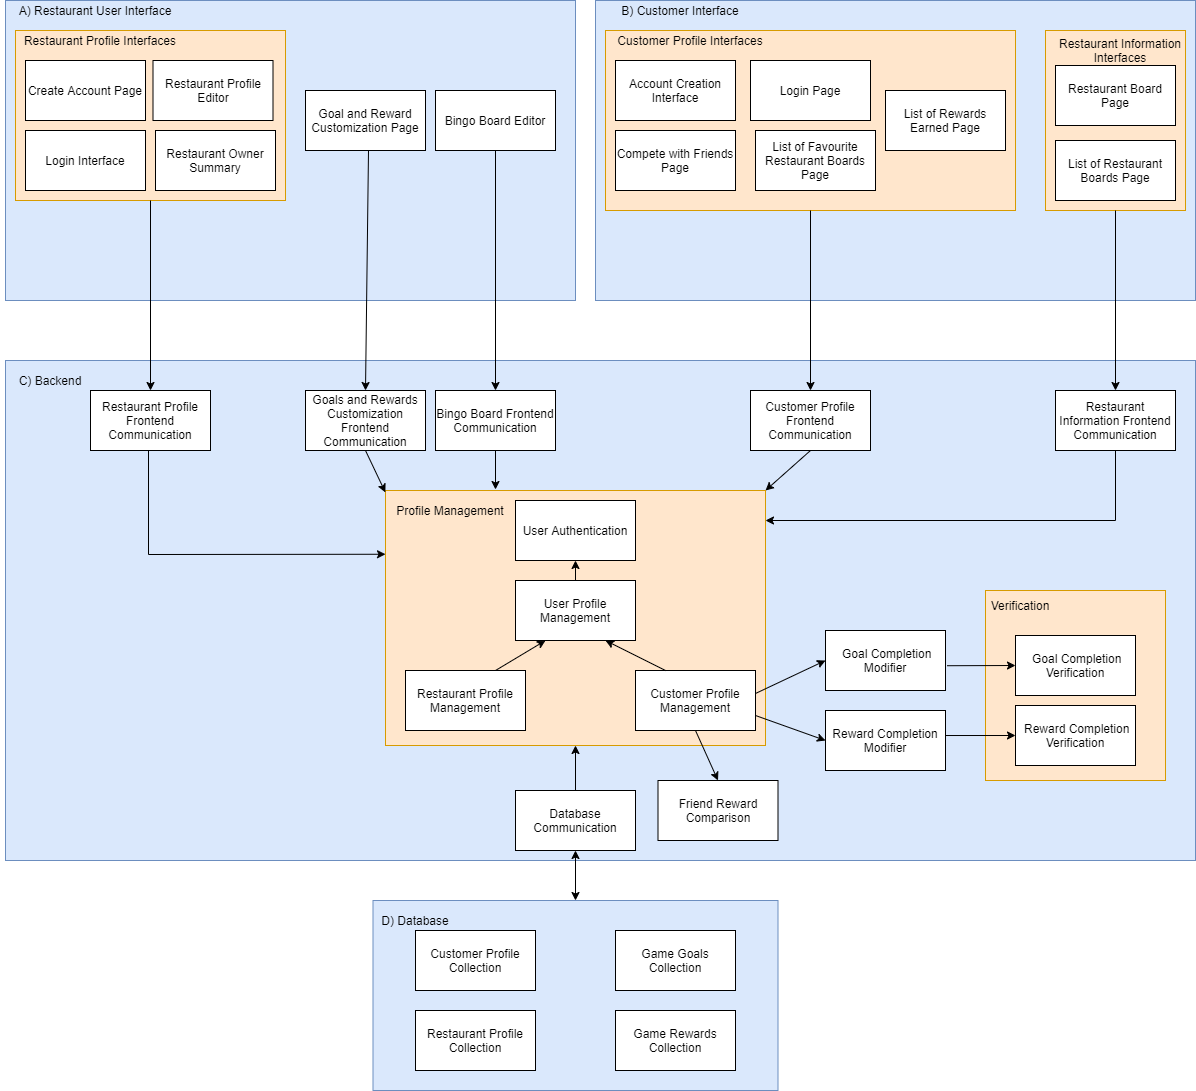 A) Restaurant User Interface
Restaurant Profile Interfaces
Create Account Page
Restaurant Profile
Editor
Login Interface
Restaurant Owner
Summary
Goal and Reward
Customization Page
Bingo Board Editor
B) Customer Interface
Customer Profile Interfaces
Account Creation
Interface
Login Page
List of Rewards
Earned Page
Compete with Friends
Page
List of Favourite
Restaurant Boards
Page
Restaurant Information
Interfaces
Restaurant Board
Page
List of Restaurant
Boards Page
C) Backend
Restaurant Profile
Frontend
Communication
Goals and Rewards
Customization
Frontend
Communication
Bingo Board Frontend
Communication
Customer Profile
Frontend
Communication
Restaurant
Information Frontend
Communication
Profile Management
User Authentication
User Profile
Management
Restaurant Profile
Management
Customer Profile
Management
Goal Completion
Modifier
Reward Completion
Modifier
Verification
Goal Completion
Verification
Reward Completion
Verification
Database
Communication
Friend Reward
Comparison
D) Database
Customer Profile
Collection
Game Goals
Collection
Restaurant Profile
Collection
Game Rewards
Collection